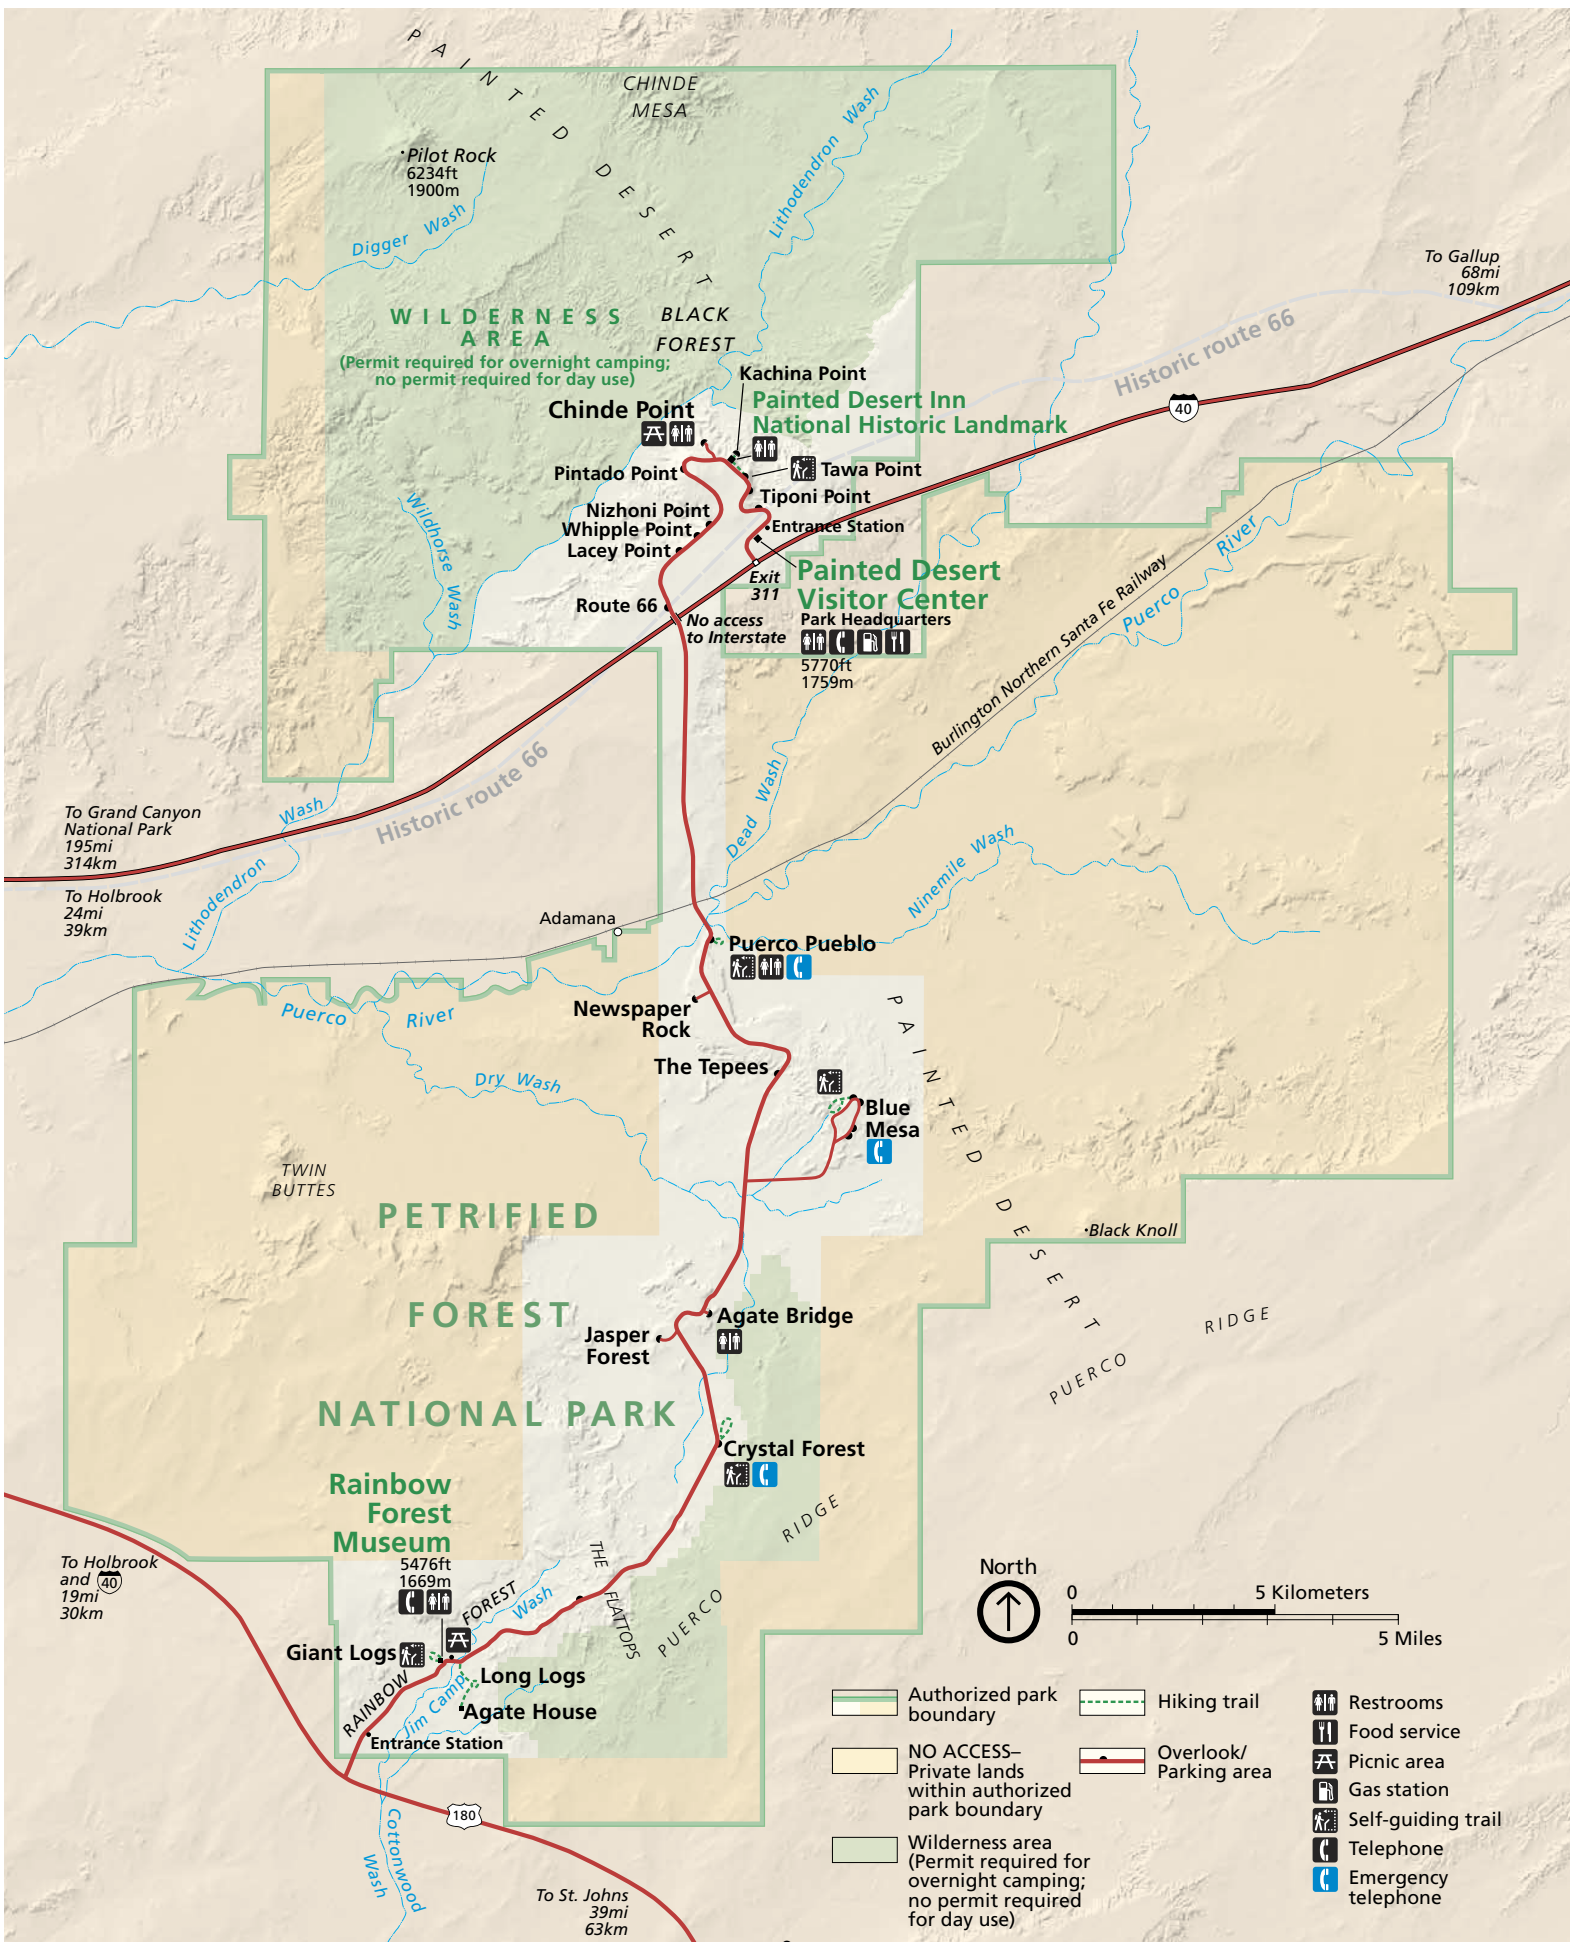 PAINTED DESERT
CHINDE
MESA
Pilot Rock
6234ft
1900m
Digger Wash
Lithodendron Wash
To Gallup
68mi
109km
WILDERNESS
AREA
(Permit required for overnight camping;
no permit required for day use)
BLACK
FOREST
Historic route 66
40
Kachina Point
Painted Desert Inn
National Historic Landmark
Chinde Point
Pintado Point
Tawa Point
Tiponi Point
Nizhoni Point
Whipple Point
Lacey Point
Entrance Station
Wildhorse Wash
Exit
311
Painted Desert
Visitor Center
Park Headquarters
5770ft
1759m
Route 66
No access
to Interstate
Puerco River
Burlington Northern Santa Fe Railway
Historic route 66
Dead Wash
To Grand Canyon
National Park
195mi
314km
To Holbrook
24mi
39km
Lithodendron Wash
Ninemile Wash
Adamana
Puerco Pueblo
Newspaper
Rock
Puerco River
The Tepees
Dry Wash
Blue
Mesa
PAINTED DESERT
TWIN
BUTTES
PETRIFIED
FOREST
NATIONAL PARK
Black Knoll
Agate Bridge
Jasper
Forest
PUERCO RIDGE
Crystal Forest
Rainbow
Forest
Museum
5476ft
1669m
THE FLATTOPS
PUERCO RIDGE
To Holbrook
and 40
19mi
30km
RAINBOW FOREST
Giant Logs
Long Logs
Agate House
Jim Camp Wash
Entrance Station
180
Cottonwood
Wash
To St. Johns
39mi
63km
North
0 5 Kilometers
0 5 Miles
Authorized park
boundary
NO ACCESS–
Private lands
within authorized
park boundary
Wilderness area
(Permit required for
overnight camping;
no permit required
for day use)
Hiking trail
Overlook/
Parking area
Restrooms
Food service
Picnic area
Gas station
Self-guiding trail
Telephone
Emergency
telephone